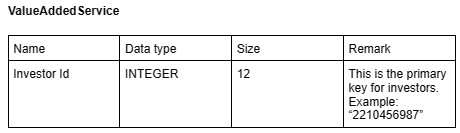 ValueAddedService
Name Data type Size Remark
Investor Id INTEGER 12 This is the primary
key for investors.
Example:
“2210456987”